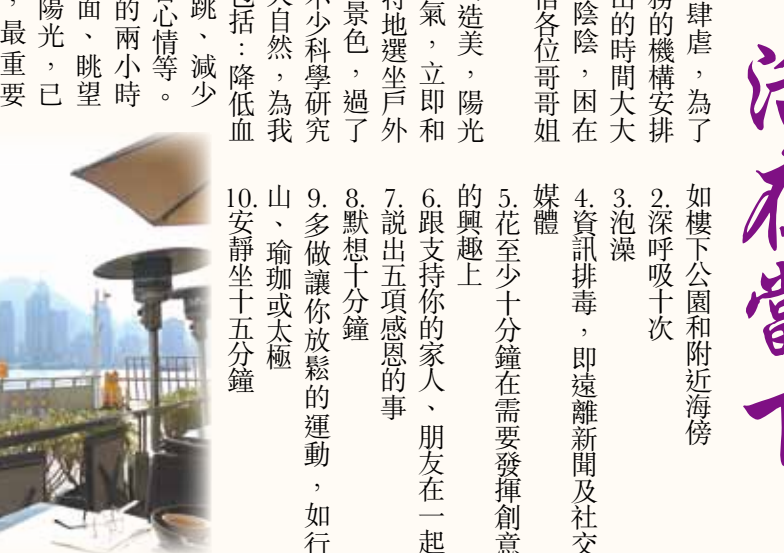 活在當下
肆虐，為了
務的機構安排
出的時間大大
陰陰，困在
信各位哥哥姐
造美，陽光
氣，立即和
特地選坐戶外
景色，過了
不少科學研究
大自然，為我
包括：降低血
跳、減少
心情等。
的兩小時
面、眺望
陽光，已
，最重要
如樓下公園和附近海傍
2.深呼吸十次
3.泡澡
4.資訊排毒，即遠離新聞及社交
媒體
5.花至少十分鐘在需要發揮創意
的興趣上
6.跟支持你的家人、朋友在一起
7.説出五項感恩的事
8.默想十分鐘
9.多做讓你放鬆的運動，如行
山、瑜珈或太極
10.安靜坐十五分鐘